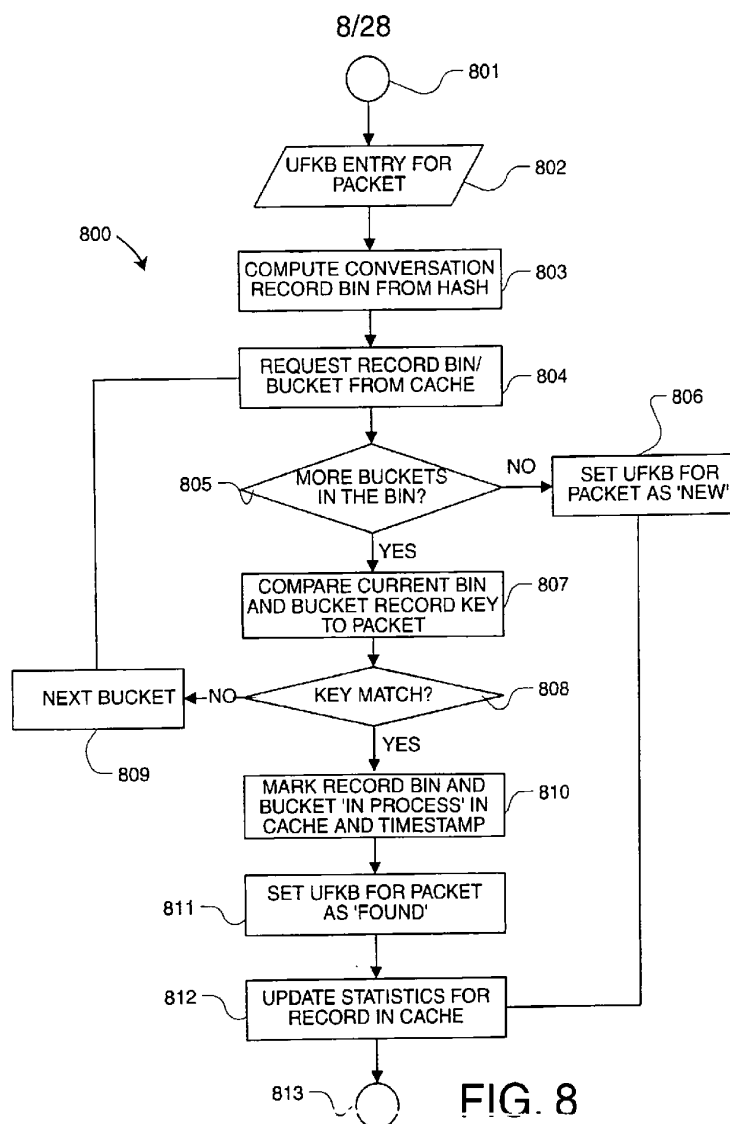 8/28
801
UFKB ENTRY FOR
PACKET
802
800
COMPUTE CONVERSATION
RECORD BIN FROM HASH
803
REQUEST RECORD BIN/
BUCKET FROM CACHE
804
806
805
MORE BUCKETS
IN THE BIN?
NO
SET UFKB FOR
PACKET AS 'NEW'
YES
COMPARE CURRENT BIN
AND BUCKET RECORD KEY
TO PACKET
807
NEXT BUCKET
NO
KEY MATCH?
808
809
YES
MARK RECORD BIN AND
BUCKET 'IN PROCESS' IN
CACHE AND TIMESTAMP
810
SET UFKB FOR PACKET
AS 'FOUND'
811
812
UPDATE STATISTICS FOR
RECORD IN CACHE
813
FIG. 8